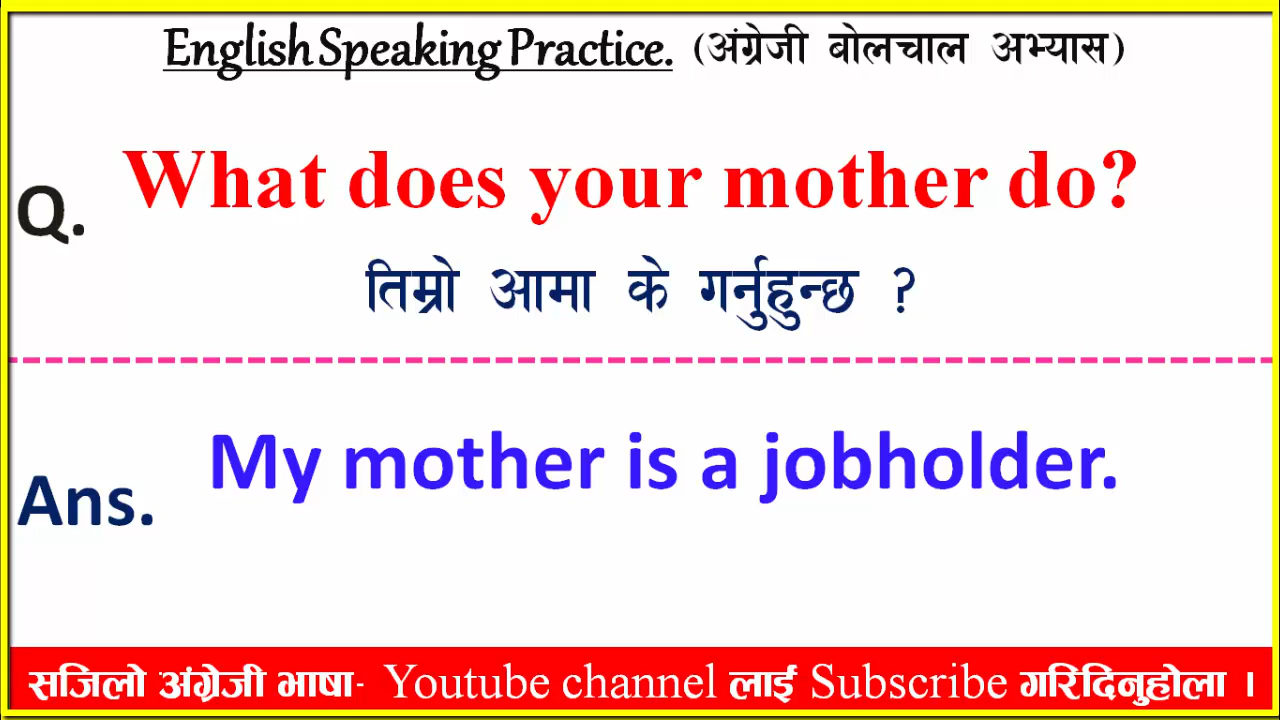 English Speaking Practice. (अंग्रेजी बोलचाल अभ्यास)
Q. What does your mother do?
तिम्रो आमा के गर्नुहुन्छ ?
Ans. My mother is a jobholder.
सजिलो अंग्रेजी भाषा- Youtube channel लाई Subscribe गरिदिनुहोला ।